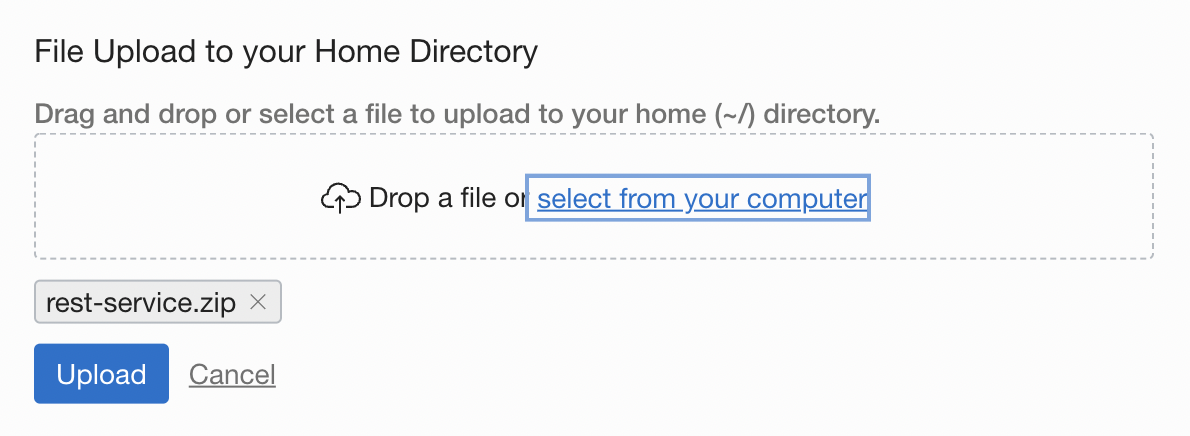 File Upload to your Home Directory
Drag and drop or select a file to upload to your home (~/) directory.
Drop a file or select from your computer
rest-service.zip
Upload Cancel